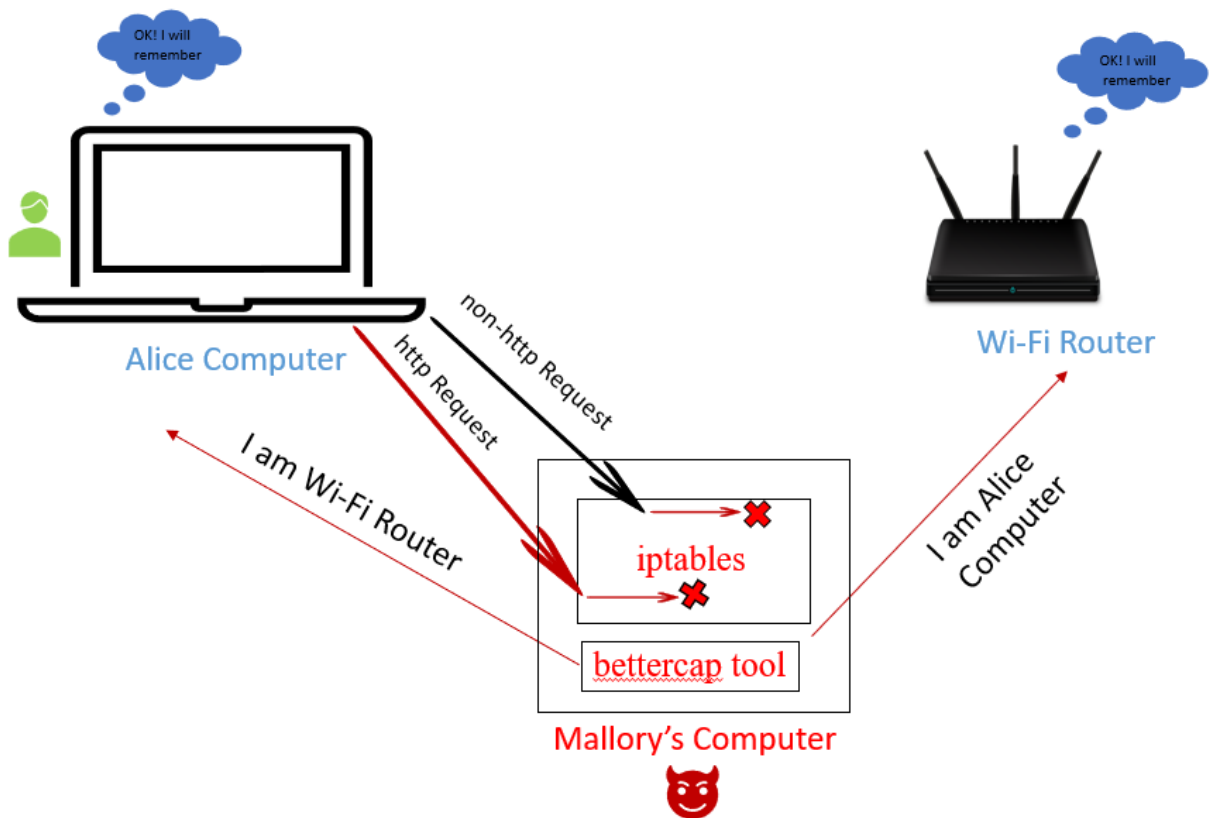 OK! I will
remember
OK! I will
remember
Alice Computer
Wi-Fi Router
http Request
non-http Request
I am Wi-Fi Router
I am Alice
Computer
iptables
bettercap tool
Mallory’s Computer